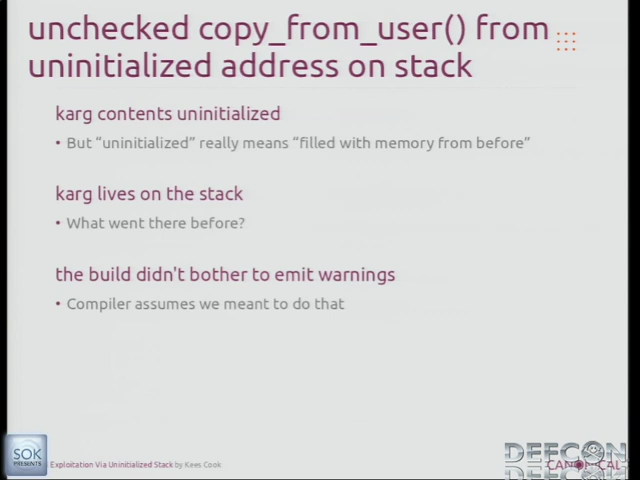 unchecked copy_from_user() from
uninitialized address on stack
karg contents uninitialized
• But “uninitialized” really means “filled with memory from before”
karg lives on the stack
• What went there before?
the build didn't bother to emit warnings
• Compiler assumes we meant to do that
SOK
PRESENTS
Exploitation Via Uninitialized Stack by Kees Cook
DEFCON
CANONICAL